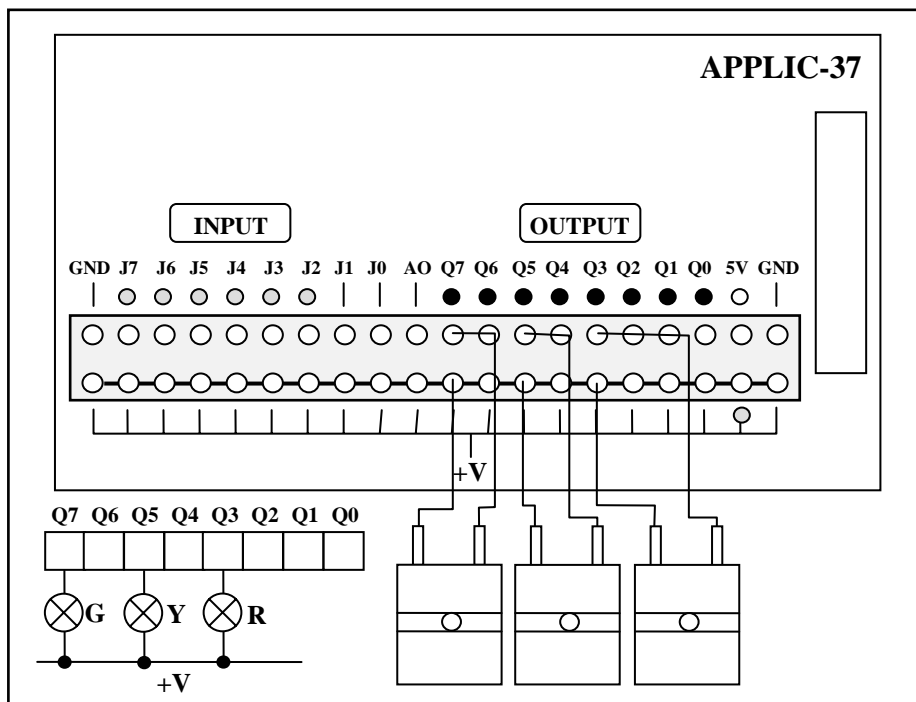 APPLIC-37
INPUT OUTPUT
GND J7 J6 J5 J4 J3 J2 J1 J0 AO Q7 Q6 Q5 Q4 Q3 Q2 Q1 Q0 5V GND
+V
Q7 Q6 Q5 Q4 Q3 Q2 Q1 Q0
G Y R
+V